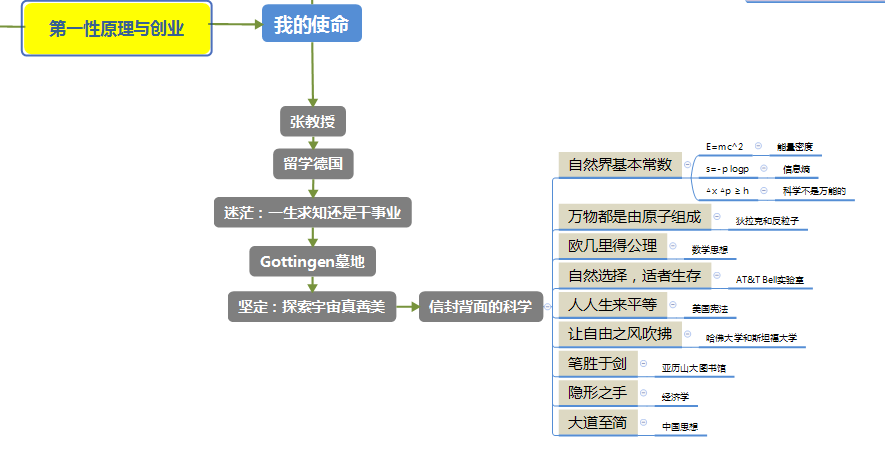 第一性原理与创业
我的使命
张教授
留学德国
迷茫：一生求知还是干事业
Gottingen墓地
坚定：探索宇宙真善美
信封背面的科学
自然界基本常数
E=mc^2
能量密度
s=- p logp
信息熵
△x △p ≥ h
科学不是万能的
万物都是由原子组成
狄拉克和反粒子
欧几里得公理
数学思想
自然选择，适者生存
AT&T Bell实验室
人人生来平等
美国宪法
让自由之风吹拂
哈佛大学和斯坦福大学
笔胜于剑
亚历山大图书馆
隐形之手
经济学
大道至简
中国思想